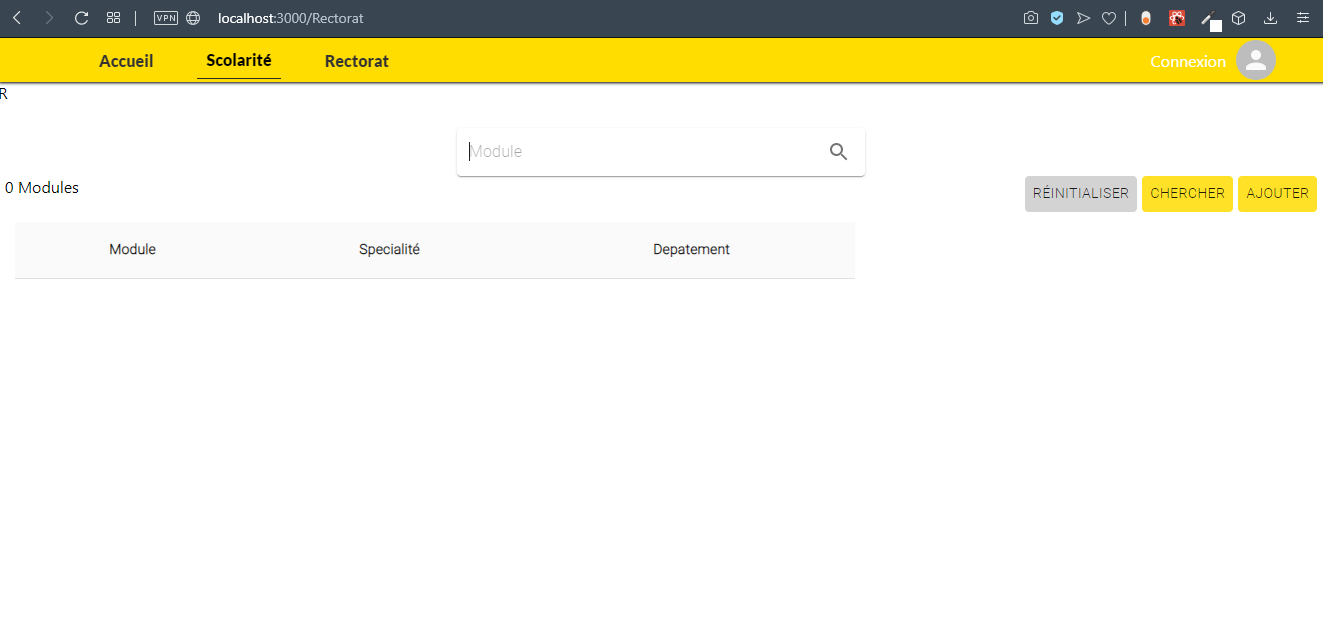 VPN localhost:3000/Rectorat
Accueil Scolarité Rectorat Connexion
R
Module
0 Modules RÉINITIALISER CHERCHER AJOUTER
Module Specialité Depatement